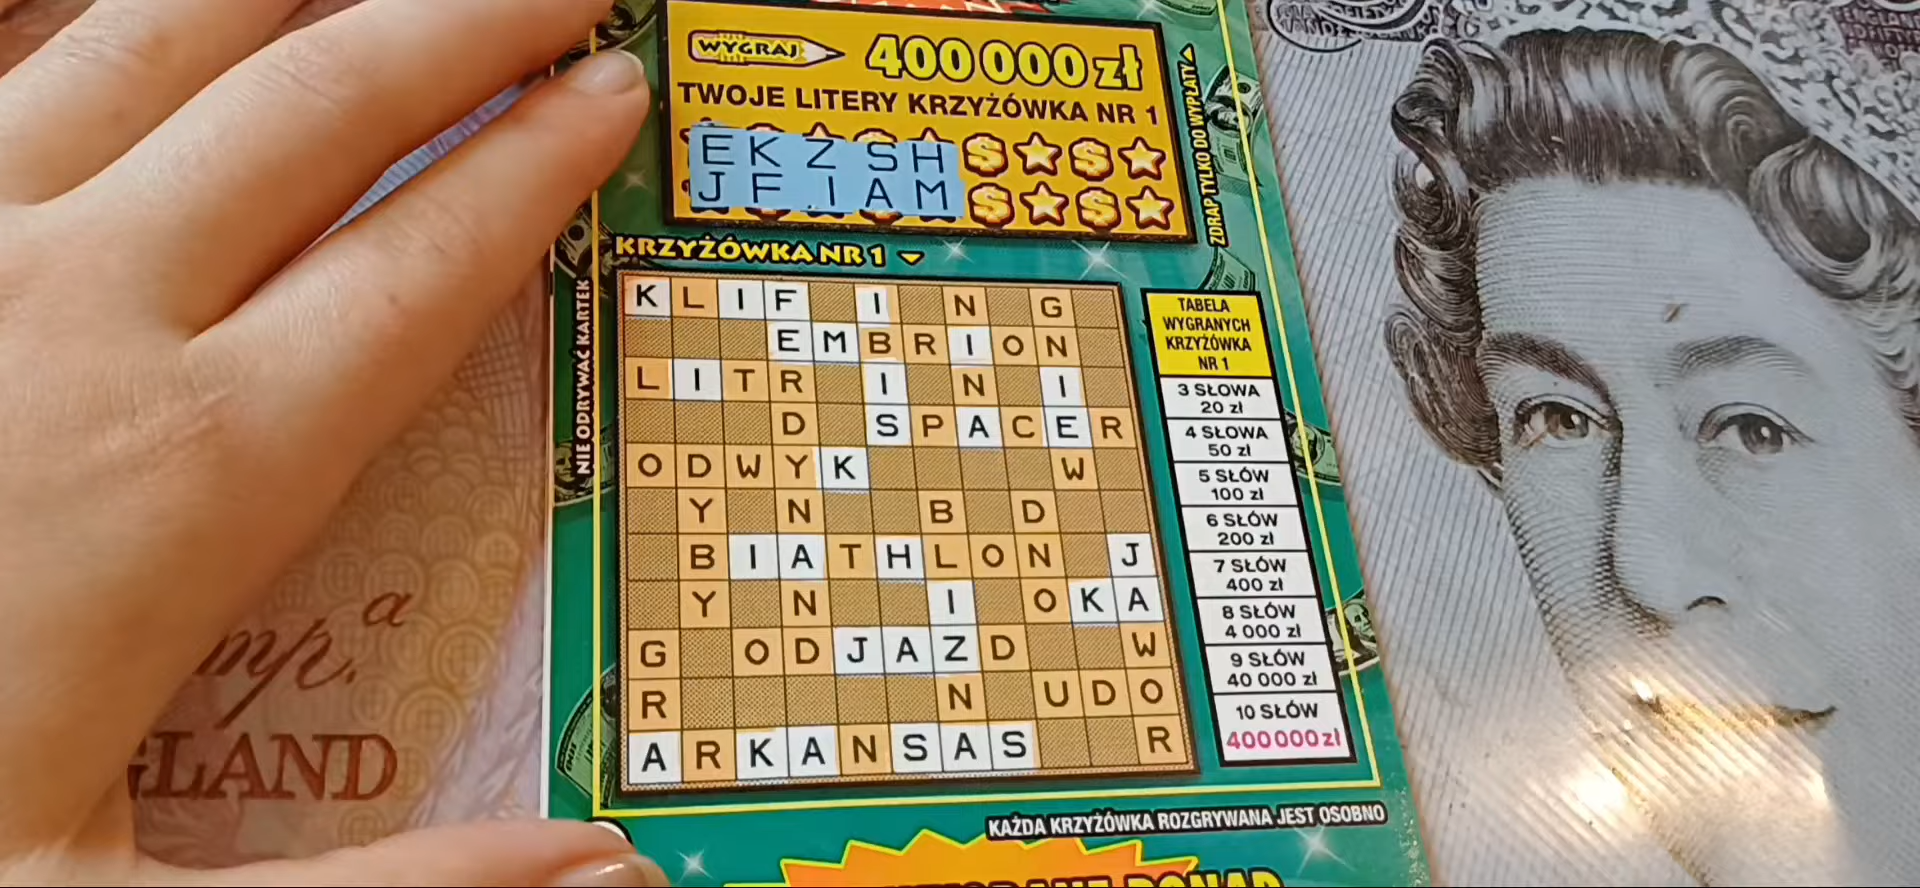 WYGRAJ 400 000 zł
TWOJE LITERY KRZYŻÓWKA NR 1
E K Z S H
J F I A M
KRZYŻÓWKA NR 1
NIE ODRYWAĆ KARTEK
ZDRAP TYLKO DO WYPŁATY
K L I F I N G
E M B R I O N
L I T R I N I
D S P A C E R
O D W Y K W
Y N B D
B I A T H L O N J
Y N I O K A
G O D J A Z D W
R N U D O
A R K A N S A S R
TABELA
WYGRANYCH
KRZYŻÓWKA
NR 1
3 SŁOWA
20 zł
4 SŁOWA
50 zł
5 SŁÓW
100 zł
6 SŁÓW
200 zł
7 SŁÓW
400 zł
8 SŁÓW
4 000 zł
9 SŁÓW
40 000 zł
10 SŁÓW
400 000 zł
KAŻDA KRZYŻÓWKA ROZGRYWANA JEST OSOBNO